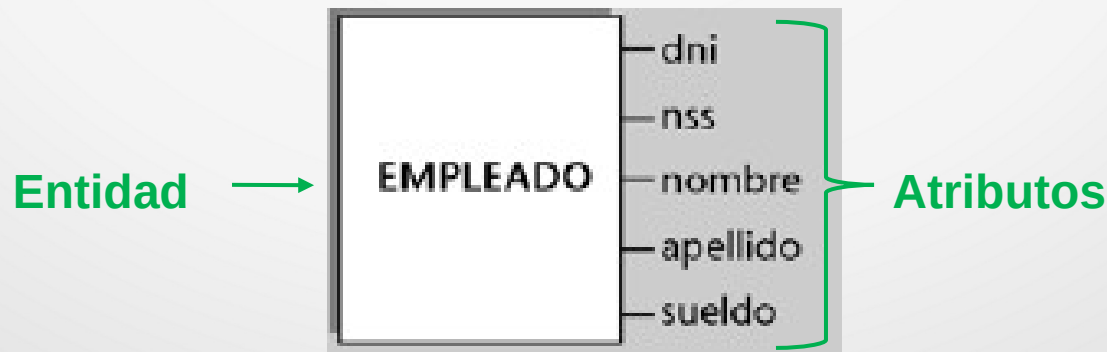 dni
nss
Entidad
EMPLEADO
nombre
Atributos
apellido
sueldo